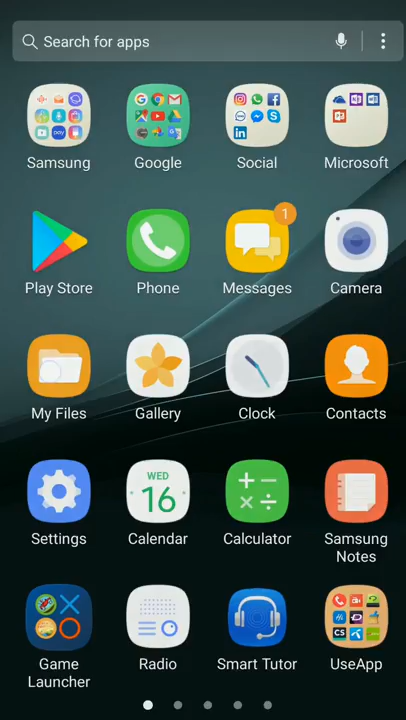 Search for apps
Samsung
Google
Social
Microsoft
1
Play Store
Phone
Messages
Camera
My Files
Gallery
Clock
Contacts
WED
16
Settings
Calendar
Calculator
Samsung
Notes
Game
Launcher
Radio
Smart Tutor
UseApp